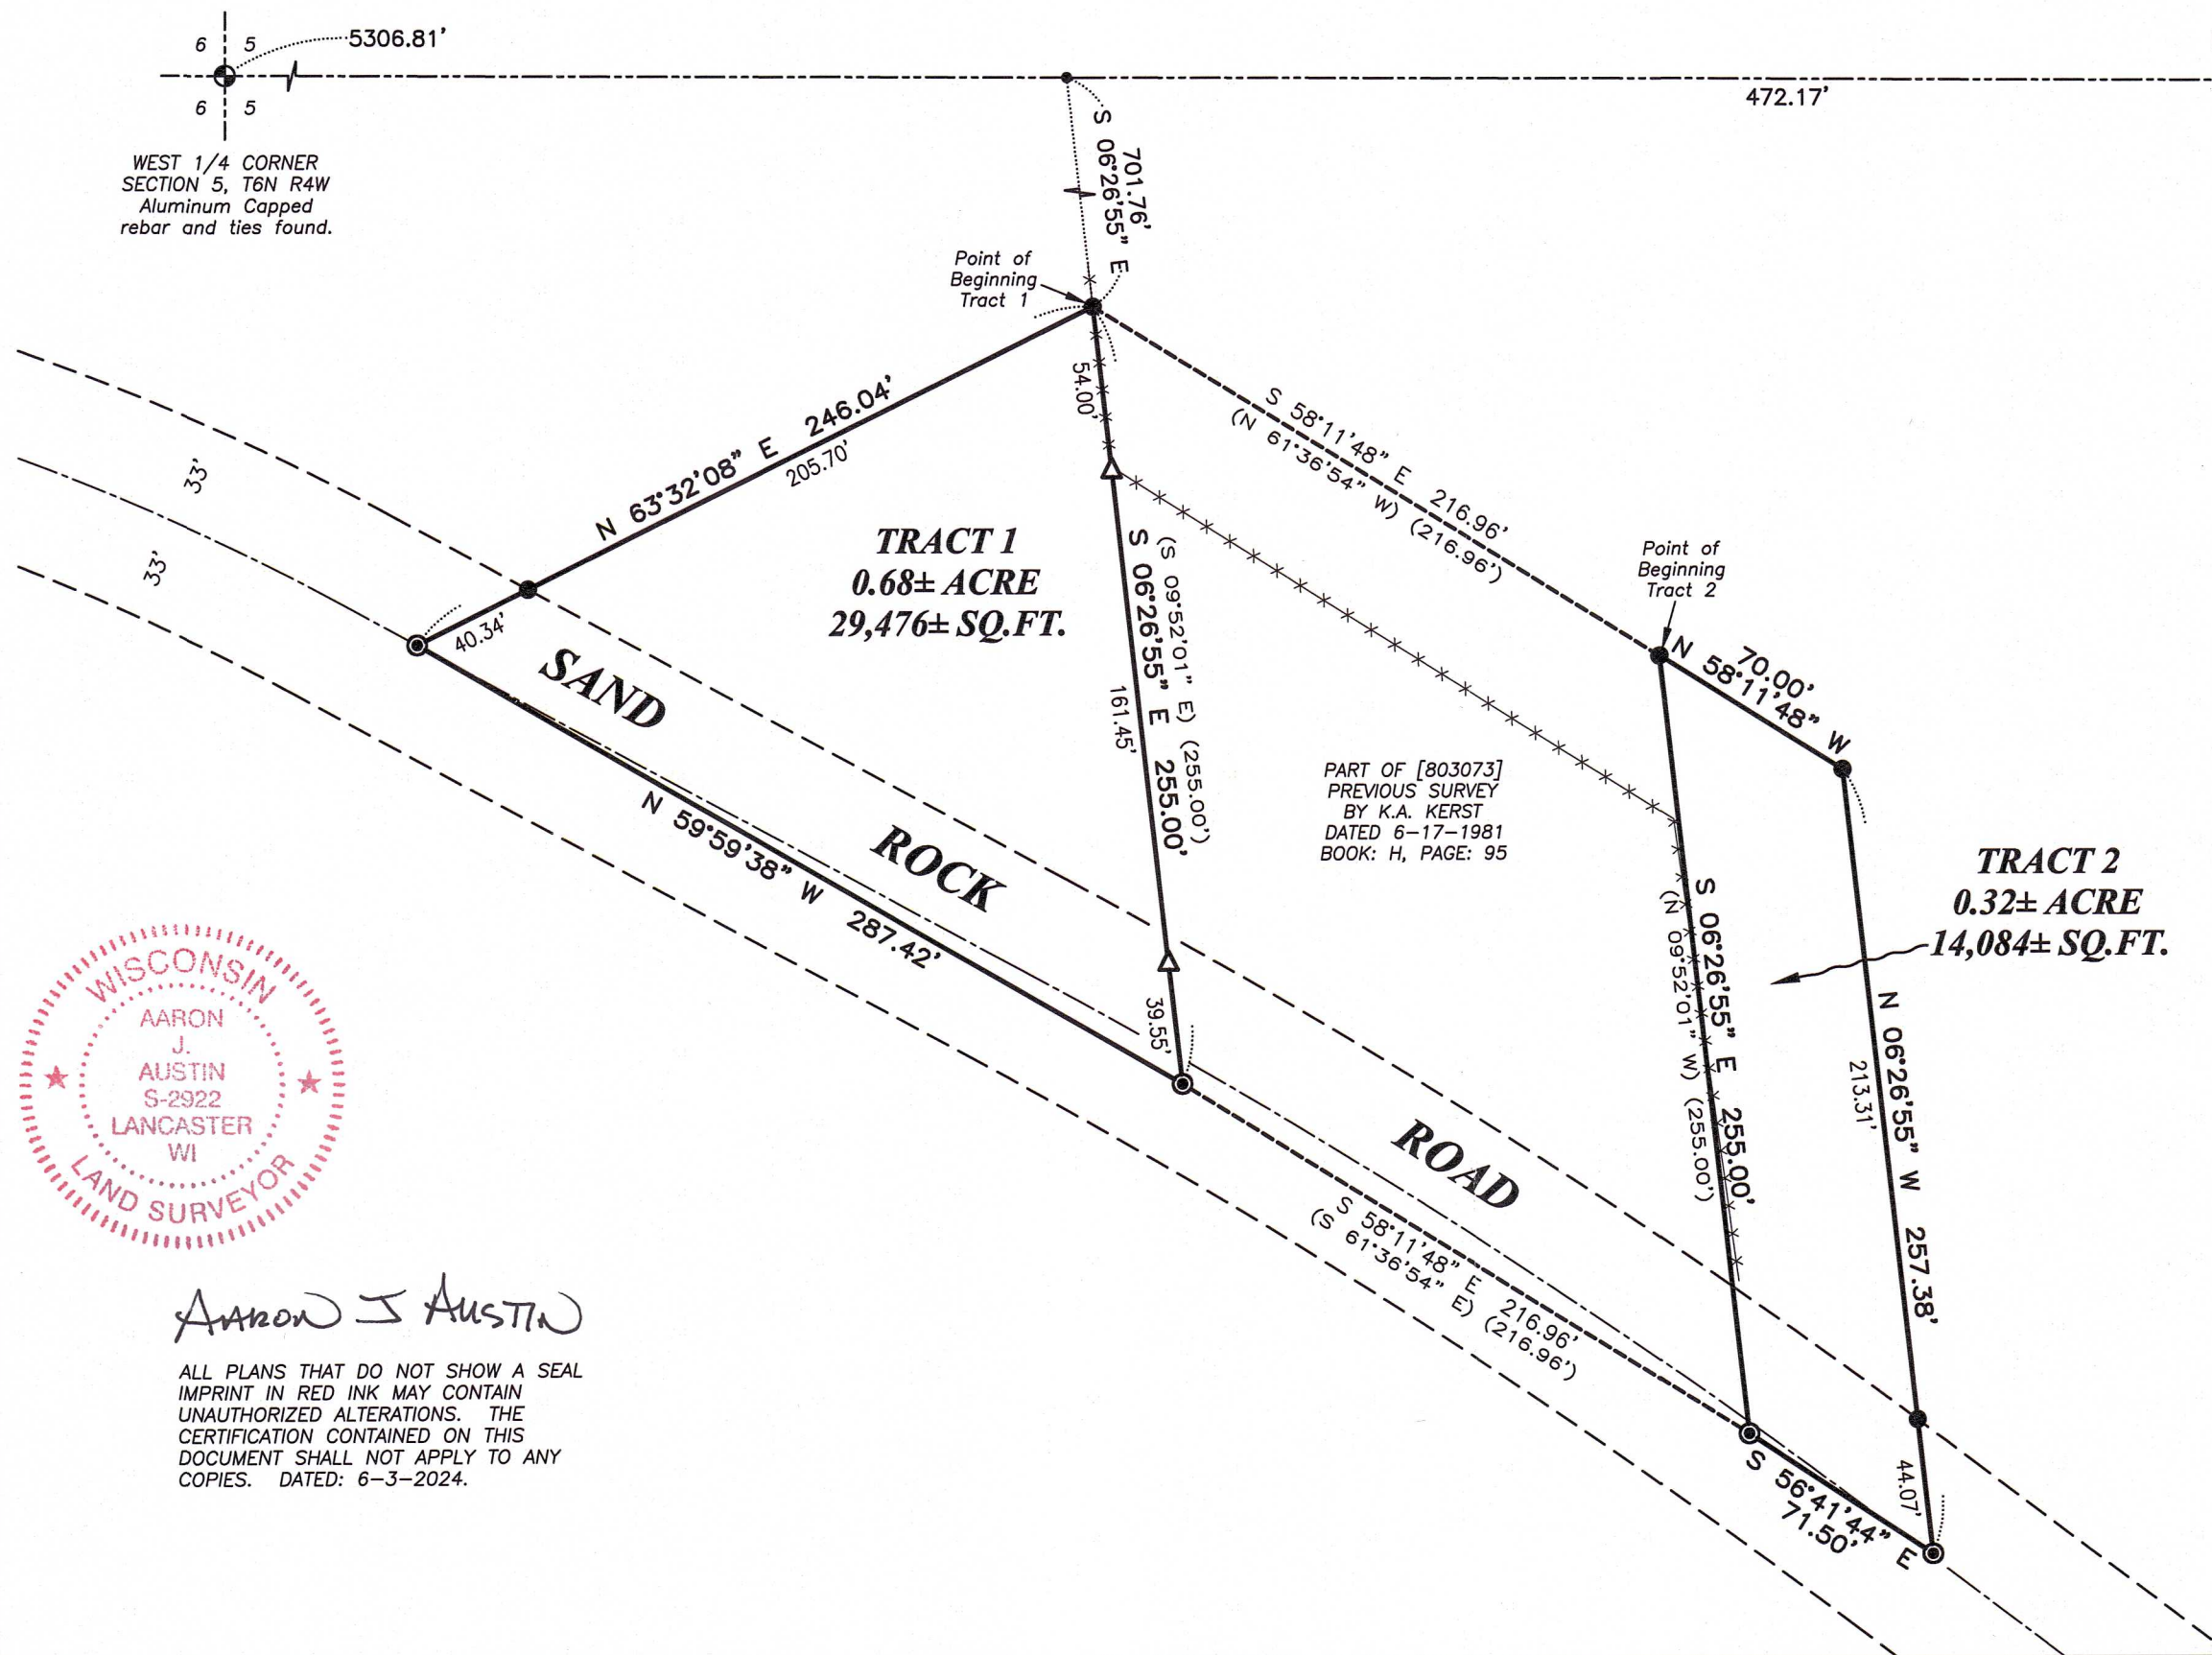 6 5
5306.81'
6 5
WEST 1/4 CORNER
SECTION 5, T6N R4W
Aluminum Capped
rebar and ties found.
472.17'
701.76'
S 06°26'55" E
Point of
Beginning
Tract 1
54.00'
N 63°32'08" E 246.04'
205.70'
40.34'
33'
33'
S 58°11'48" E 216.96'
(N 61°36'54" W) (216.96')
TRACT 1
0.68± ACRE
29,476± SQ.FT.
(S 09°52'01" E) (255.00')
S 06°26'55" E 255.00'
161.45'
39.55'
Point of
Beginning
Tract 2
70.00'
N 58°11'48" W
SAND
ROCK
ROAD
N 59°59'38" W 287.42'
PART OF [803073]
PREVIOUS SURVEY
BY K.A. KERST
DATED 6-17-1981
BOOK: H, PAGE: 95
TRACT 2
0.32± ACRE
14,084± SQ.FT.
S 06°26'55" E 255.00'
(N 09°52'01" W) (255.00')
N 06°26'55" W 257.38'
213.31'
44.07'
S 58°11'48" E 216.96'
(S 61°36'54" E) (216.96')
S 56°41'44" E
71.50'
WISCONSIN
AARON
J.
AUSTIN
S-2922
LANCASTER
WI
LAND SURVEYOR
AARON J AUSTIN
ALL PLANS THAT DO NOT SHOW A SEAL
IMPRINT IN RED INK MAY CONTAIN
UNAUTHORIZED ALTERATIONS. THE
CERTIFICATION CONTAINED ON THIS
DOCUMENT SHALL NOT APPLY TO ANY
COPIES. DATED: 6-3-2024.